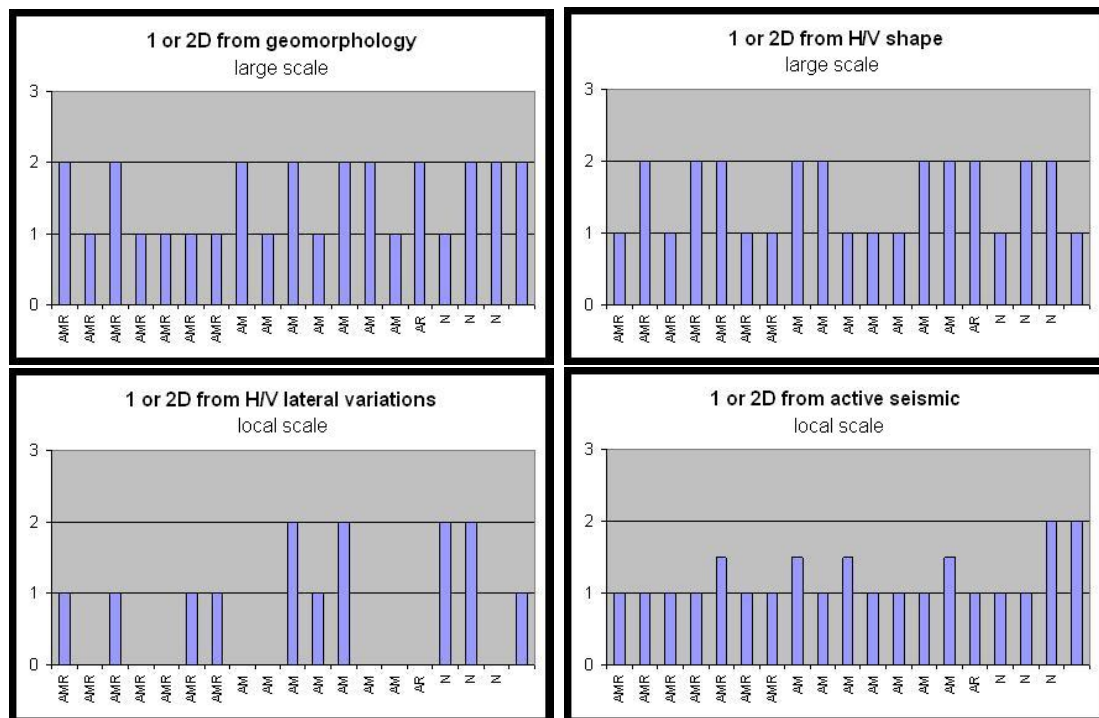 1 or 2D from geomorphology
large scale
3
2
1
0
AMR AMR AMR AMR AMR AMR AMR AM AM AM AM AM AM AM AR N N N
1 or 2D from H/V shape
large scale
3
2
1
0
AMR AMR AMR AMR AMR AMR AMR AM AM AM AM AM AM AM AR N N N
1 or 2D from H/V lateral variations
local scale
3
2
1
0
AMR AMR AMR AMR AMR AMR AMR AM AM AM AM AM AM AM AR N N N
1 or 2D from active seismic
local scale
3
2
1
0
AMR AMR AMR AMR AMR AMR AMR AM AM AM AM AM AM AM AR N N N